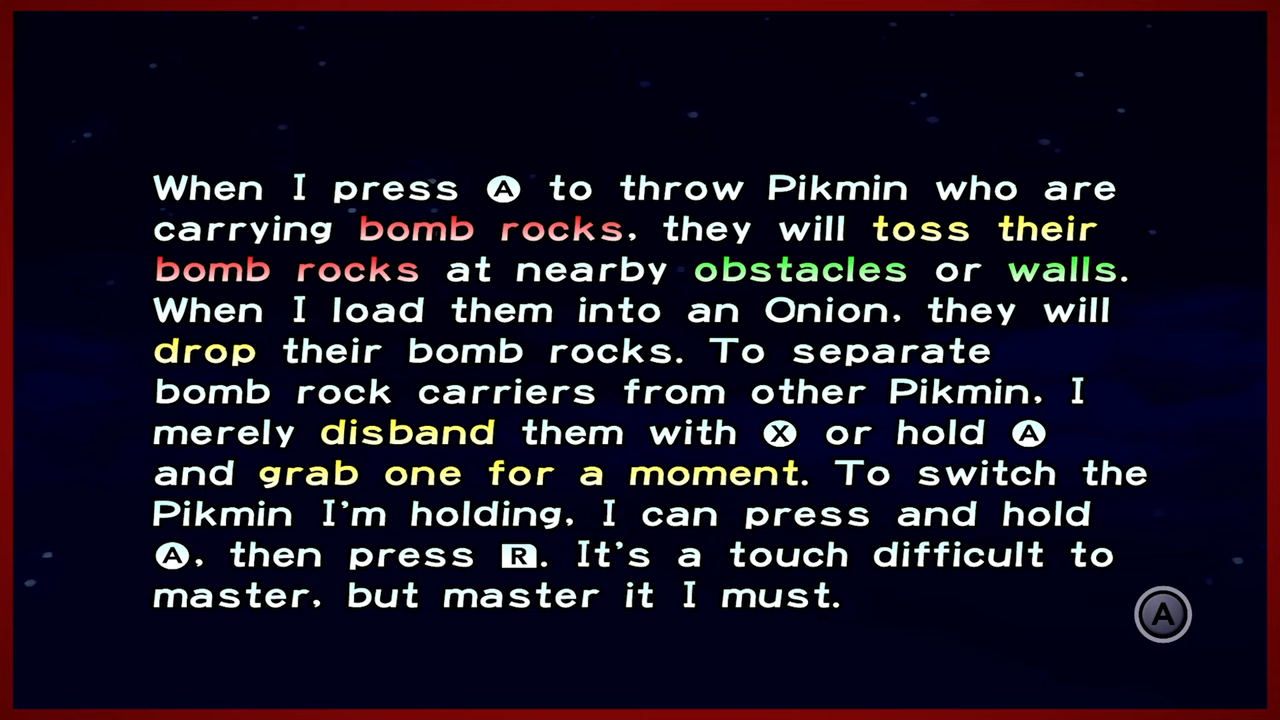 When I press A to throw Pikmin who are
carrying bomb rocks, they will toss their
bomb rocks at nearby obstacles or walls.
When I load them into an Onion, they will
drop their bomb rocks. To separate
bomb rock carriers from other Pikmin, I
merely disband them with X or hold A
and grab one for a moment. To switch the
Pikmin I'm holding, I can press and hold
A, then press R. It's a touch difficult to
master, but master it I must.
A